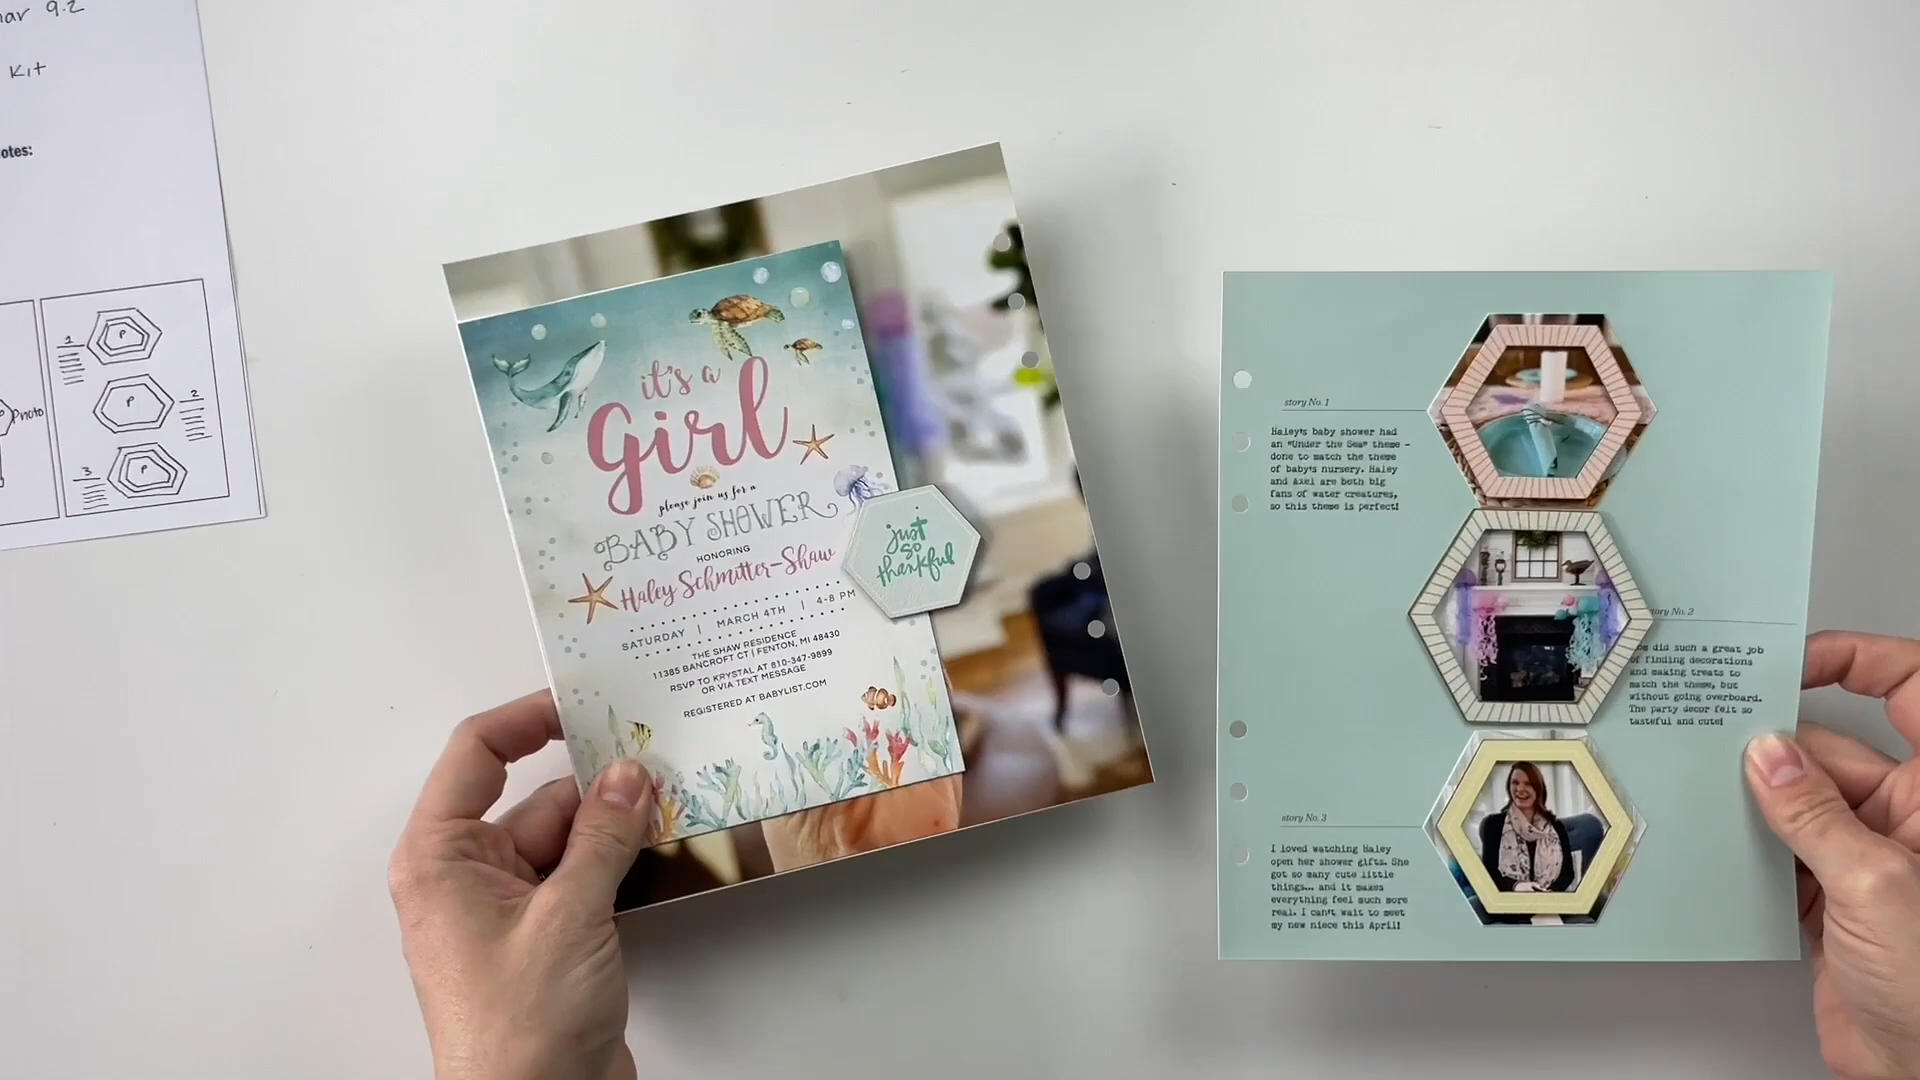 9.2
Kit
otes:
1
P
P
2
Photo
3
P
it's a
Girl
please join us for a
BABY SHOWER
HONORING
Haley Schmitter-Shaw
SATURDAY | MARCH 4TH | 4-8 PM
THE SHAW RESIDENCE
11385 BANCROFT CT | FENTON, MI 48430
RSVP TO KRYSTAL AT 810-347-9899
OR VIA TEXT MESSAGE
REGISTERED AT BABYLIST.COM
just
so
thankful
story No. 1
Haley's baby shower had
an "Under the Sea" theme -
done to match the theme
of baby's nursery. Haley
and Axel are both big
fans of water creatures,
so this theme is perfect!
story No. 2
did such a great job
of finding decorations
and making treats to
match the theme, but
without going overboard.
The party decor felt so
tasteful and cute!
story No. 3
I loved watching Haley
open her shower gifts. She
got so many cute little
things... and it makes
everything feel much more
real. I can't wait to meet
my new niece this April!